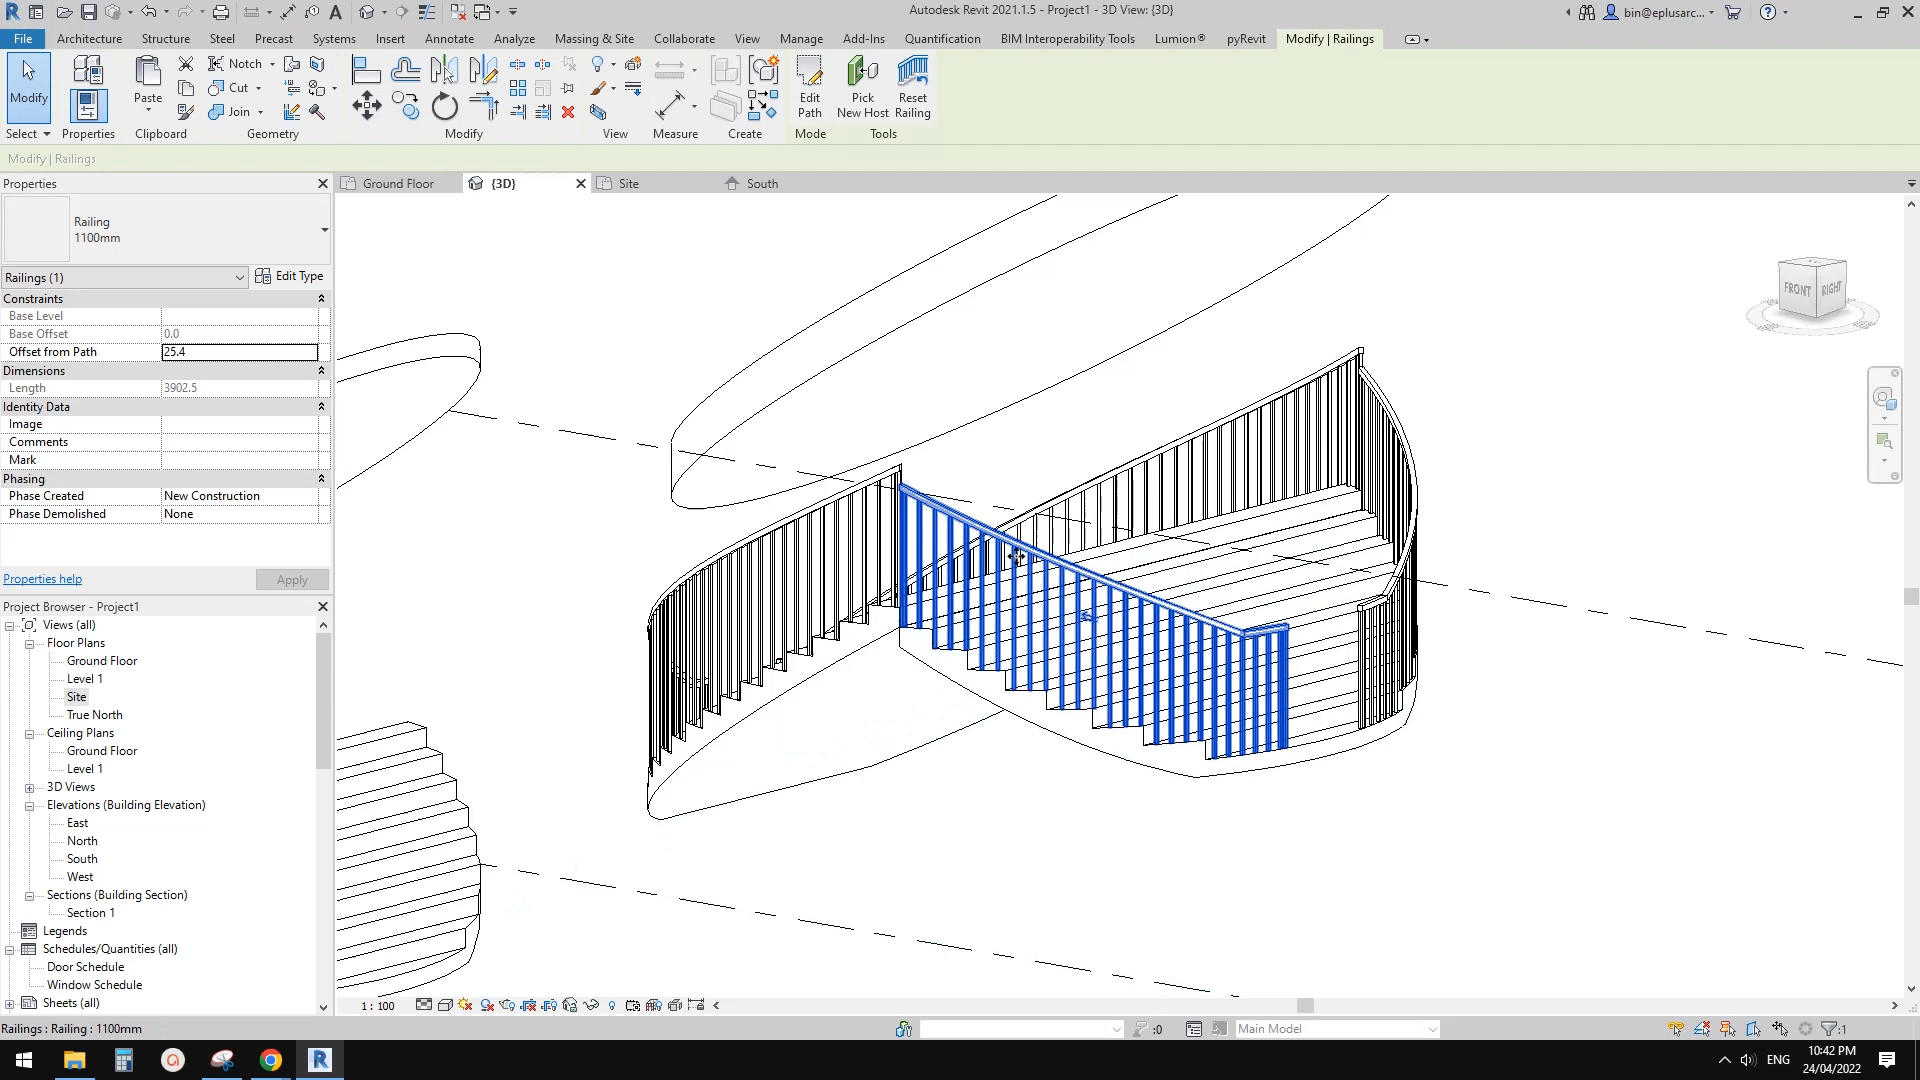 Autodesk Revit 2021.1.5 - Project1 - 3D View: {3D}
bin@eplusarc...
File Architecture Structure Steel Precast Systems Insert Annotate Analyze Massing & Site Collaborate View Manage Add-Ins Quantification BIM Interoperability Tools Lumion® pyRevit Modify | Railings
Modify
Paste
Notch
Cut
Join
Edit Path
Pick New Host
Reset Railing
Select Properties Clipboard Geometry Modify View Measure Create Mode Tools
Modify | Railings
Properties
Ground Floor {3D} Site South
Railing
1100mm
Railings (1) Edit Type
Constraints
Base Level
Base Offset 0.0
Offset from Path 25.4
Dimensions
Length 3902.5
Identity Data
Image
Comments
Mark
Phasing
Phase Created New Construction
Phase Demolished None
Properties help Apply
Project Browser - Project1
Views (all)
Floor Plans
Ground Floor
Level 1
Site
True North
Ceiling Plans
Ground Floor
Level 1
3D Views
Elevations (Building Elevation)
East
North
South
West
Sections (Building Section)
Section 1
Legends
Schedules/Quantities (all)
Door Schedule
Window Schedule
Sheets (all)
FRONT RIGHT
1 : 100
Railings : Railing : 1100mm
:0
Main Model
:1
ENG
10:42 PM
24/04/2022